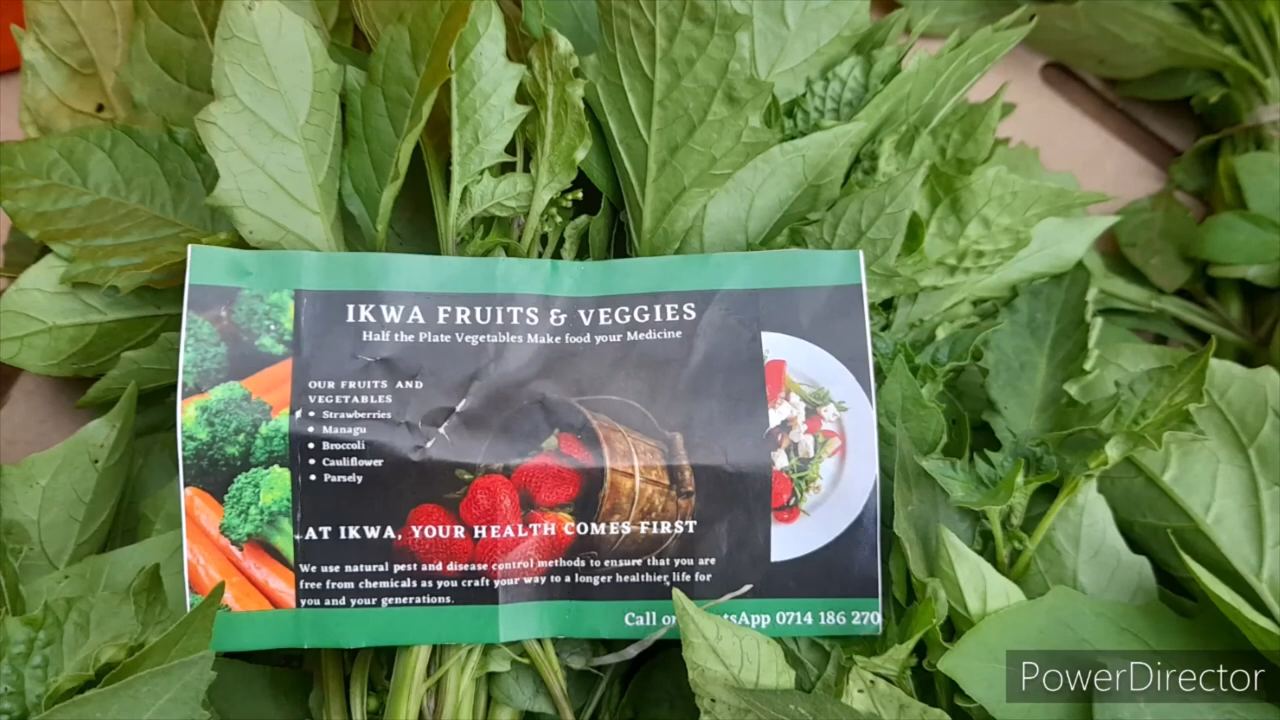 IKWA FRUITS & VEGGIES
Half the Plate Vegetables Make food your Medicine
OUR FRUITS AND
VEGETABLES
• Strawberries
• Managu
• Broccoli
• Cauliflower
• Parsely
AT IKWA, YOUR HEALTH COMES FIRST
We use natural pest and disease control methods to ensure that you are
free from chemicals as you craft your way to a longer healthier life for
you and your generations.
Call 0714 186 270
PowerDirector